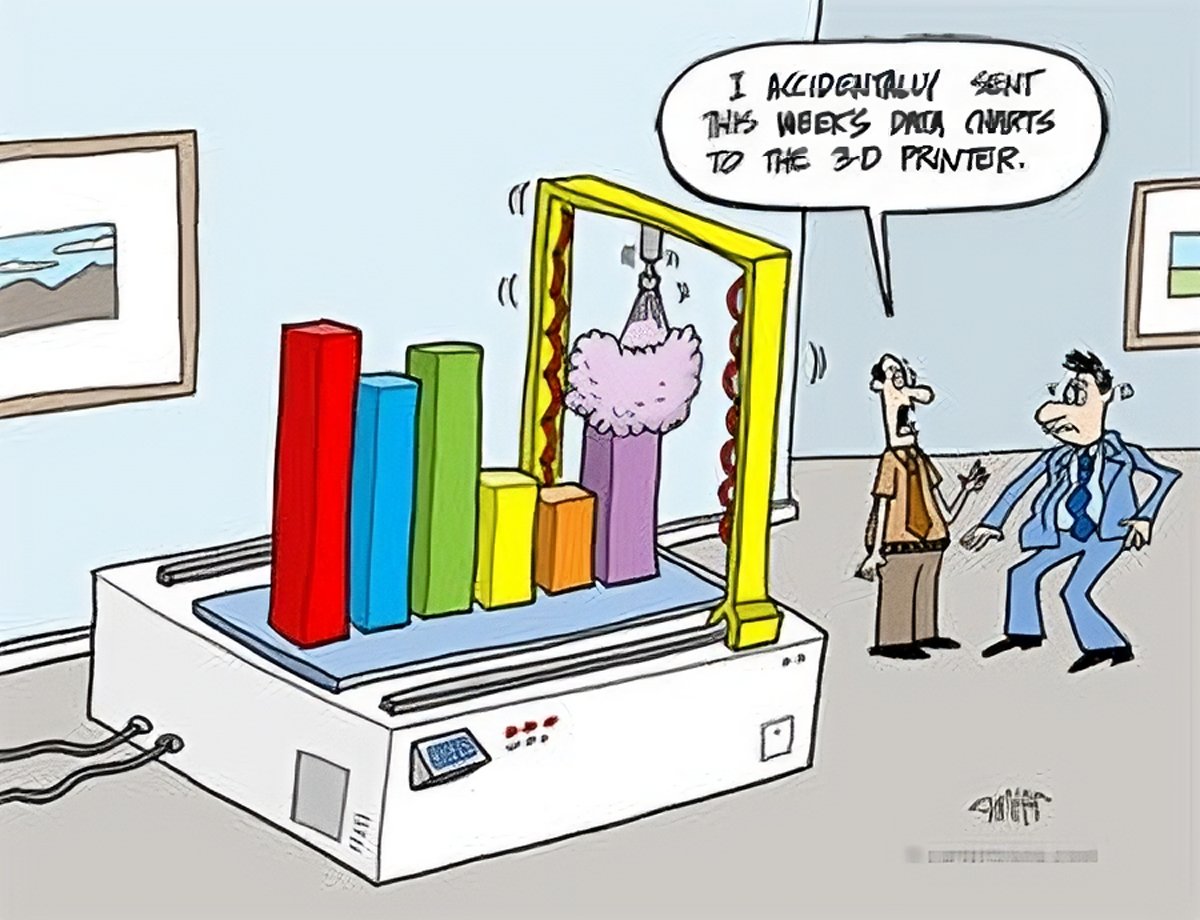 I ACCIDENTALLY SENT
THIS WEEK'S DATA CHARTS
TO THE 3-D PRINTER.